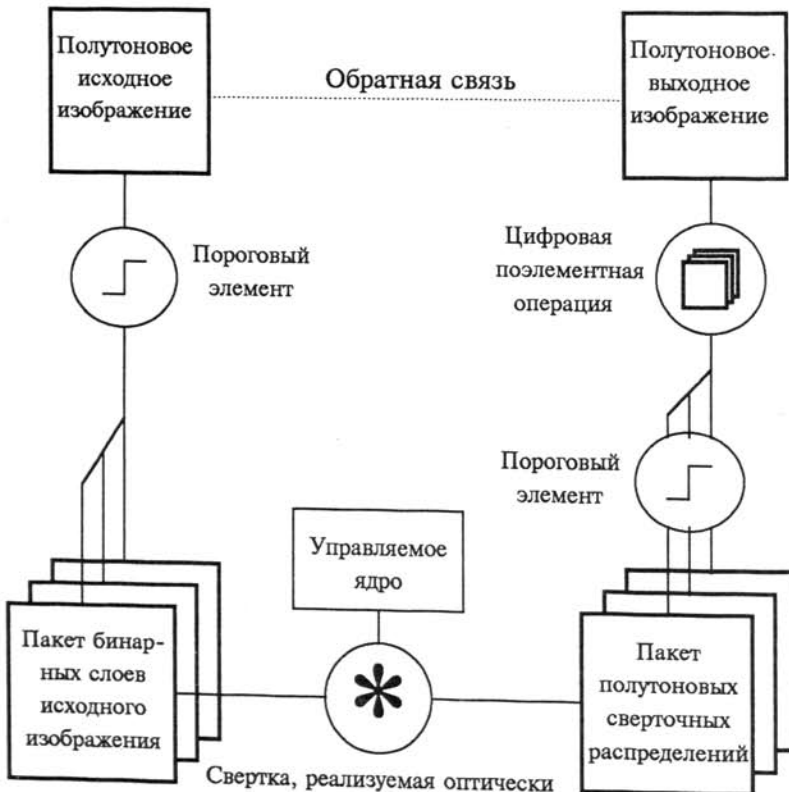 Полутоновое
исходное
изображение
Обратная связь
Полутоновое
выходное
изображение
Пороговый
элемент
Цифровая
поэлементная
операция
Пороговый
элемент
Управляемое
ядро
Пакет бинар-
ных слоев
исходного
изображения
*
Пакет
полутоновых
сверточных
распределений
Свертка, реализуемая оптически